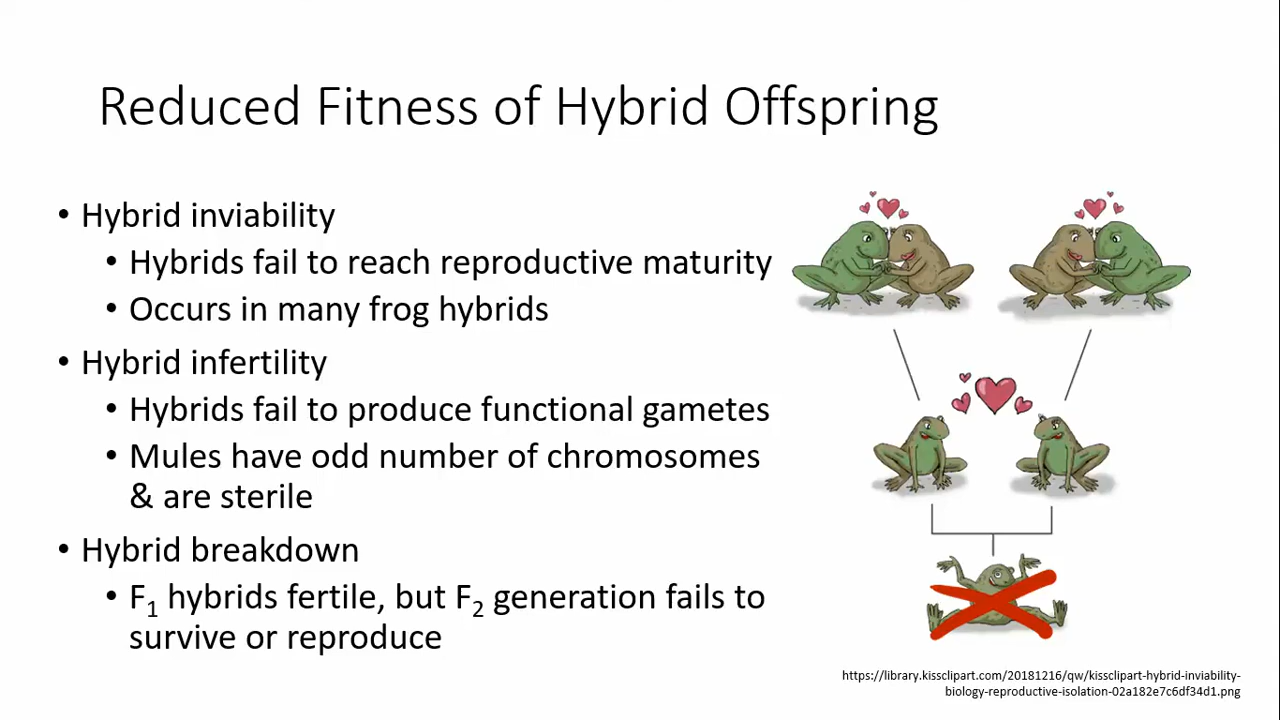 Reduced Fitness of Hybrid Offspring
• Hybrid inviability
• Hybrids fail to reach reproductive maturity
• Occurs in many frog hybrids
• Hybrid infertility
• Hybrids fail to produce functional gametes
• Mules have odd number of chromosomes
& are sterile
• Hybrid breakdown
• F₁ hybrids fertile, but F₂ generation fails to
survive or reproduce
https://library.kissclipart.com/20181216/qw/kissclipart-hybrid-inviability-
biology-reproductive-isolation-02a182e7c6df34d1.png